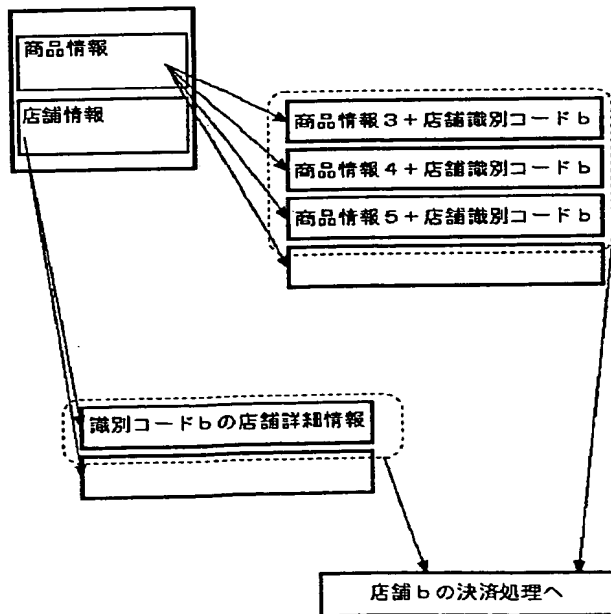 商品情報
店舗情報
商品情報3+店舗識別コードb
商品情報4+店舗識別コードb
商品情報5+店舗識別コードb
識別コードbの店舗詳細情報
店舗bの決済処理へ